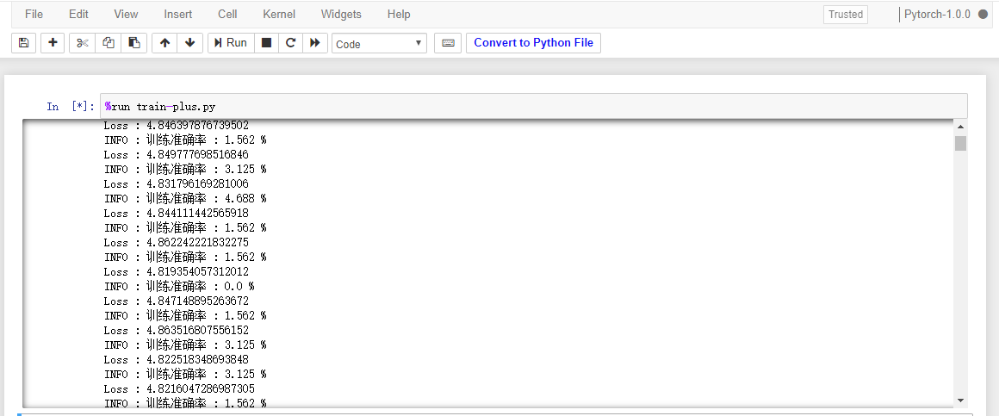 File Edit View Insert Cell Kernel Widgets Help Trusted Pytorch-1.0.0
Run Code Convert to Python File
In [*]: %run train-plus.py
Loss : 4.846397876739502
INFO : 训练准确率 : 1.562 %
Loss : 4.849777698516846
INFO : 训练准确率 : 3.125 %
Loss : 4.831796169281006
INFO : 训练准确率 : 4.688 %
Loss : 4.844111442565918
INFO : 训练准确率 : 1.562 %
Loss : 4.862242221832275
INFO : 训练准确率 : 1.562 %
Loss : 4.819354057312012
INFO : 训练准确率 : 0.0 %
Loss : 4.847148895263672
INFO : 训练准确率 : 1.562 %
Loss : 4.863516807556152
INFO : 训练准确率 : 3.125 %
Loss : 4.822518348693848
INFO : 训练准确率 : 3.125 %
Loss : 4.8216047286987305
INFO : 训练准确率 : 1.562 %